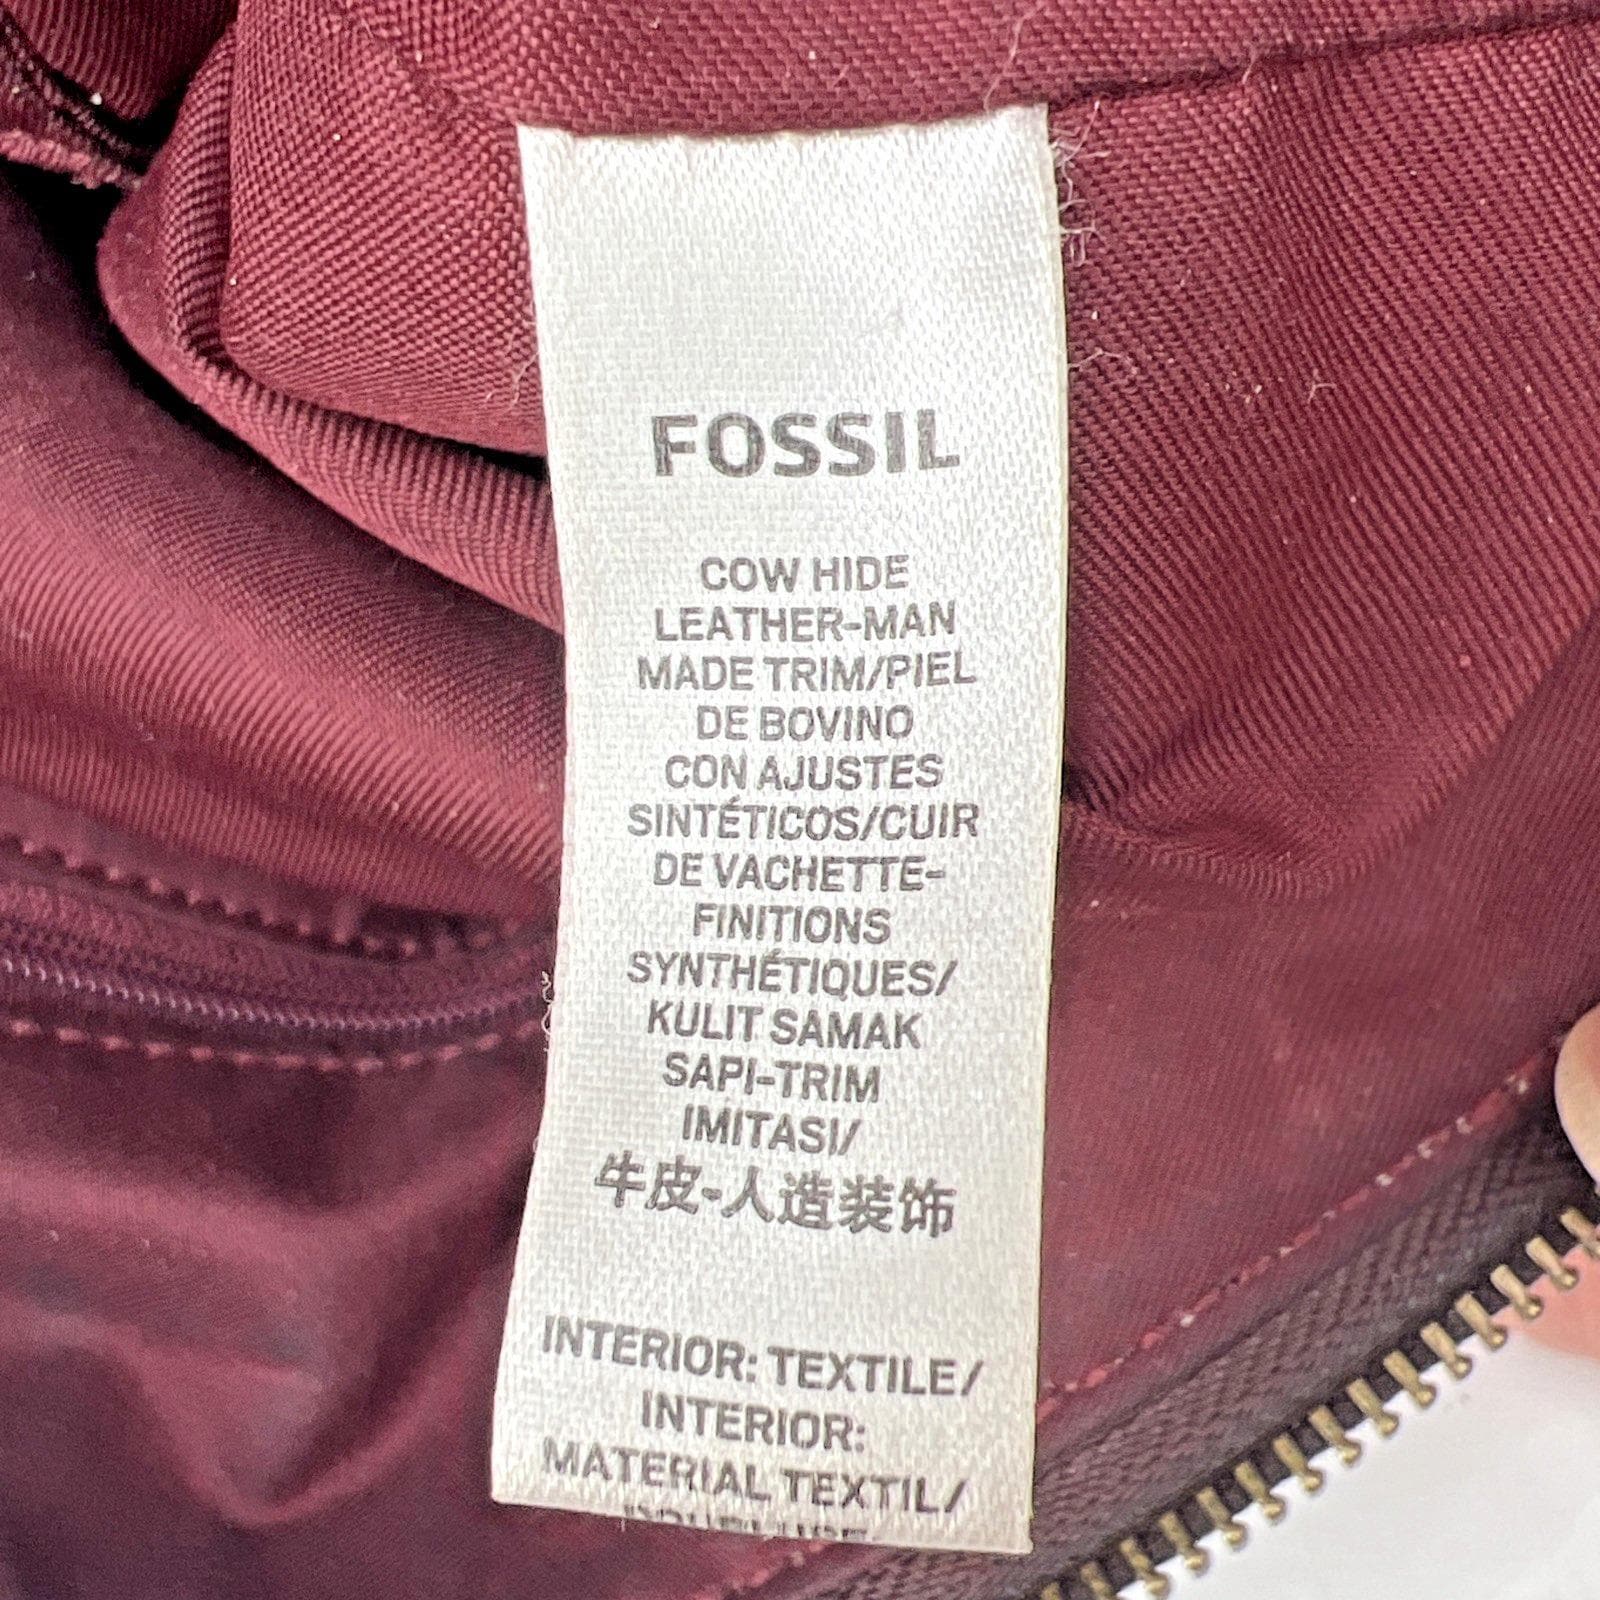 FOSSIL
COW HIDE
LEATHER-MAN
MADE TRIM/PIEL
DE BOVINO
CON AJUSTES
SINTÉTICOS/CUIR
DE VACHETTE-
FINITIONS
SYNTHÉTIQUES/
KULIT SAMAK
SAPI-TRIM
IMITASI/
牛皮-人造装饰
INTERIOR: TEXTILE/
INTERIOR:
MATERIAL TEXTIL/